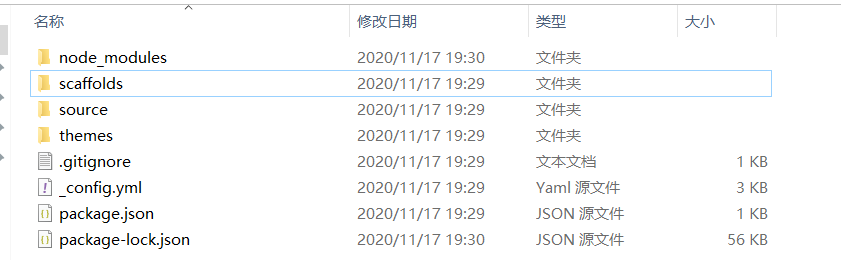 名称 修改日期 类型 大小
node_modules 2020/11/17 19:30 文件夹
scaffolds 2020/11/17 19:29 文件夹
source 2020/11/17 19:29 文件夹
themes 2020/11/17 19:29 文件夹
.gitignore 2020/11/17 19:29 文本文档 1 KB
_config.yml 2020/11/17 19:29 Yaml 源文件 3 KB
package.json 2020/11/17 19:29 JSON 源文件 1 KB
package-lock.json 2020/11/17 19:30 JSON 源文件 56 KB